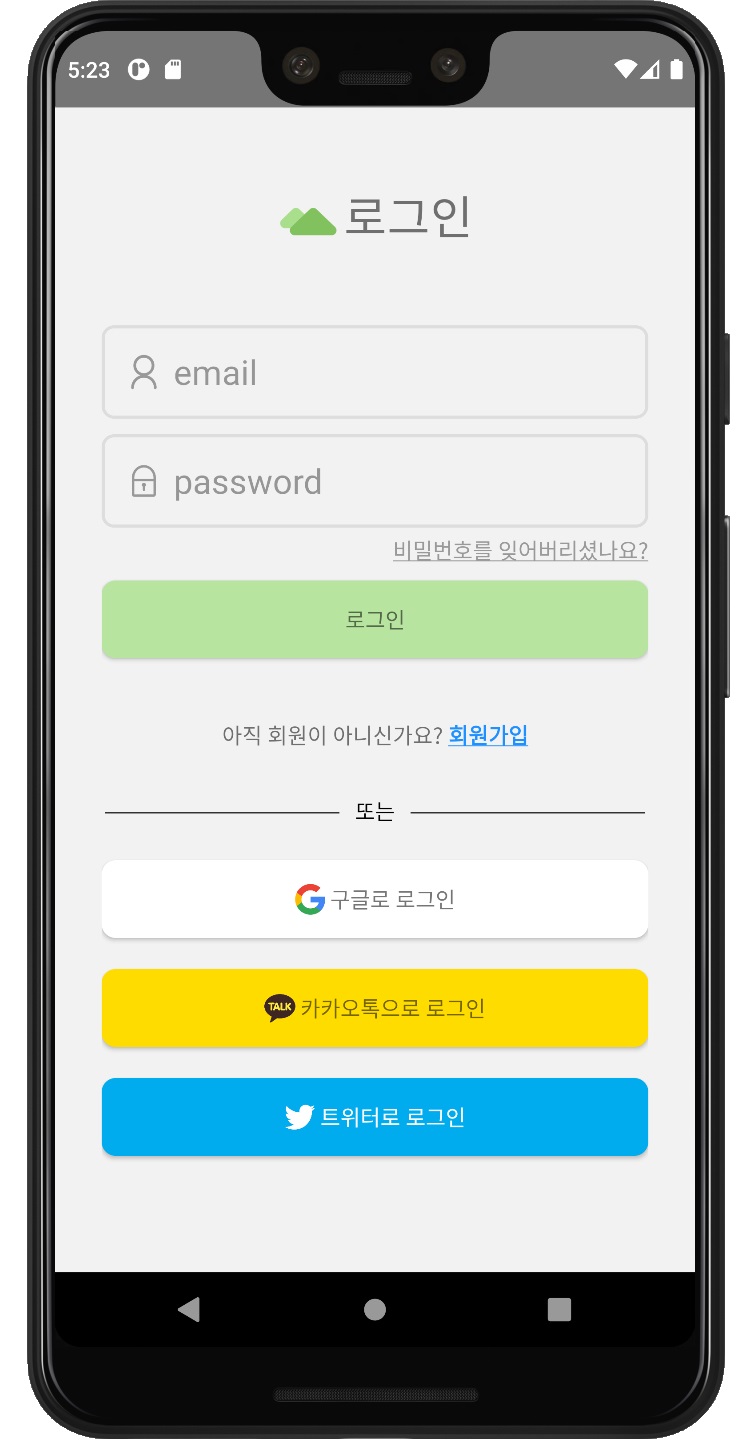 5:23
로그인
email
password
비밀번호를 잊어버리셨나요?
로그인
아직 회원이 아니신가요? 회원가입
또는
구글로 로그인
TALK 카카오톡으로 로그인
트위터로 로그인